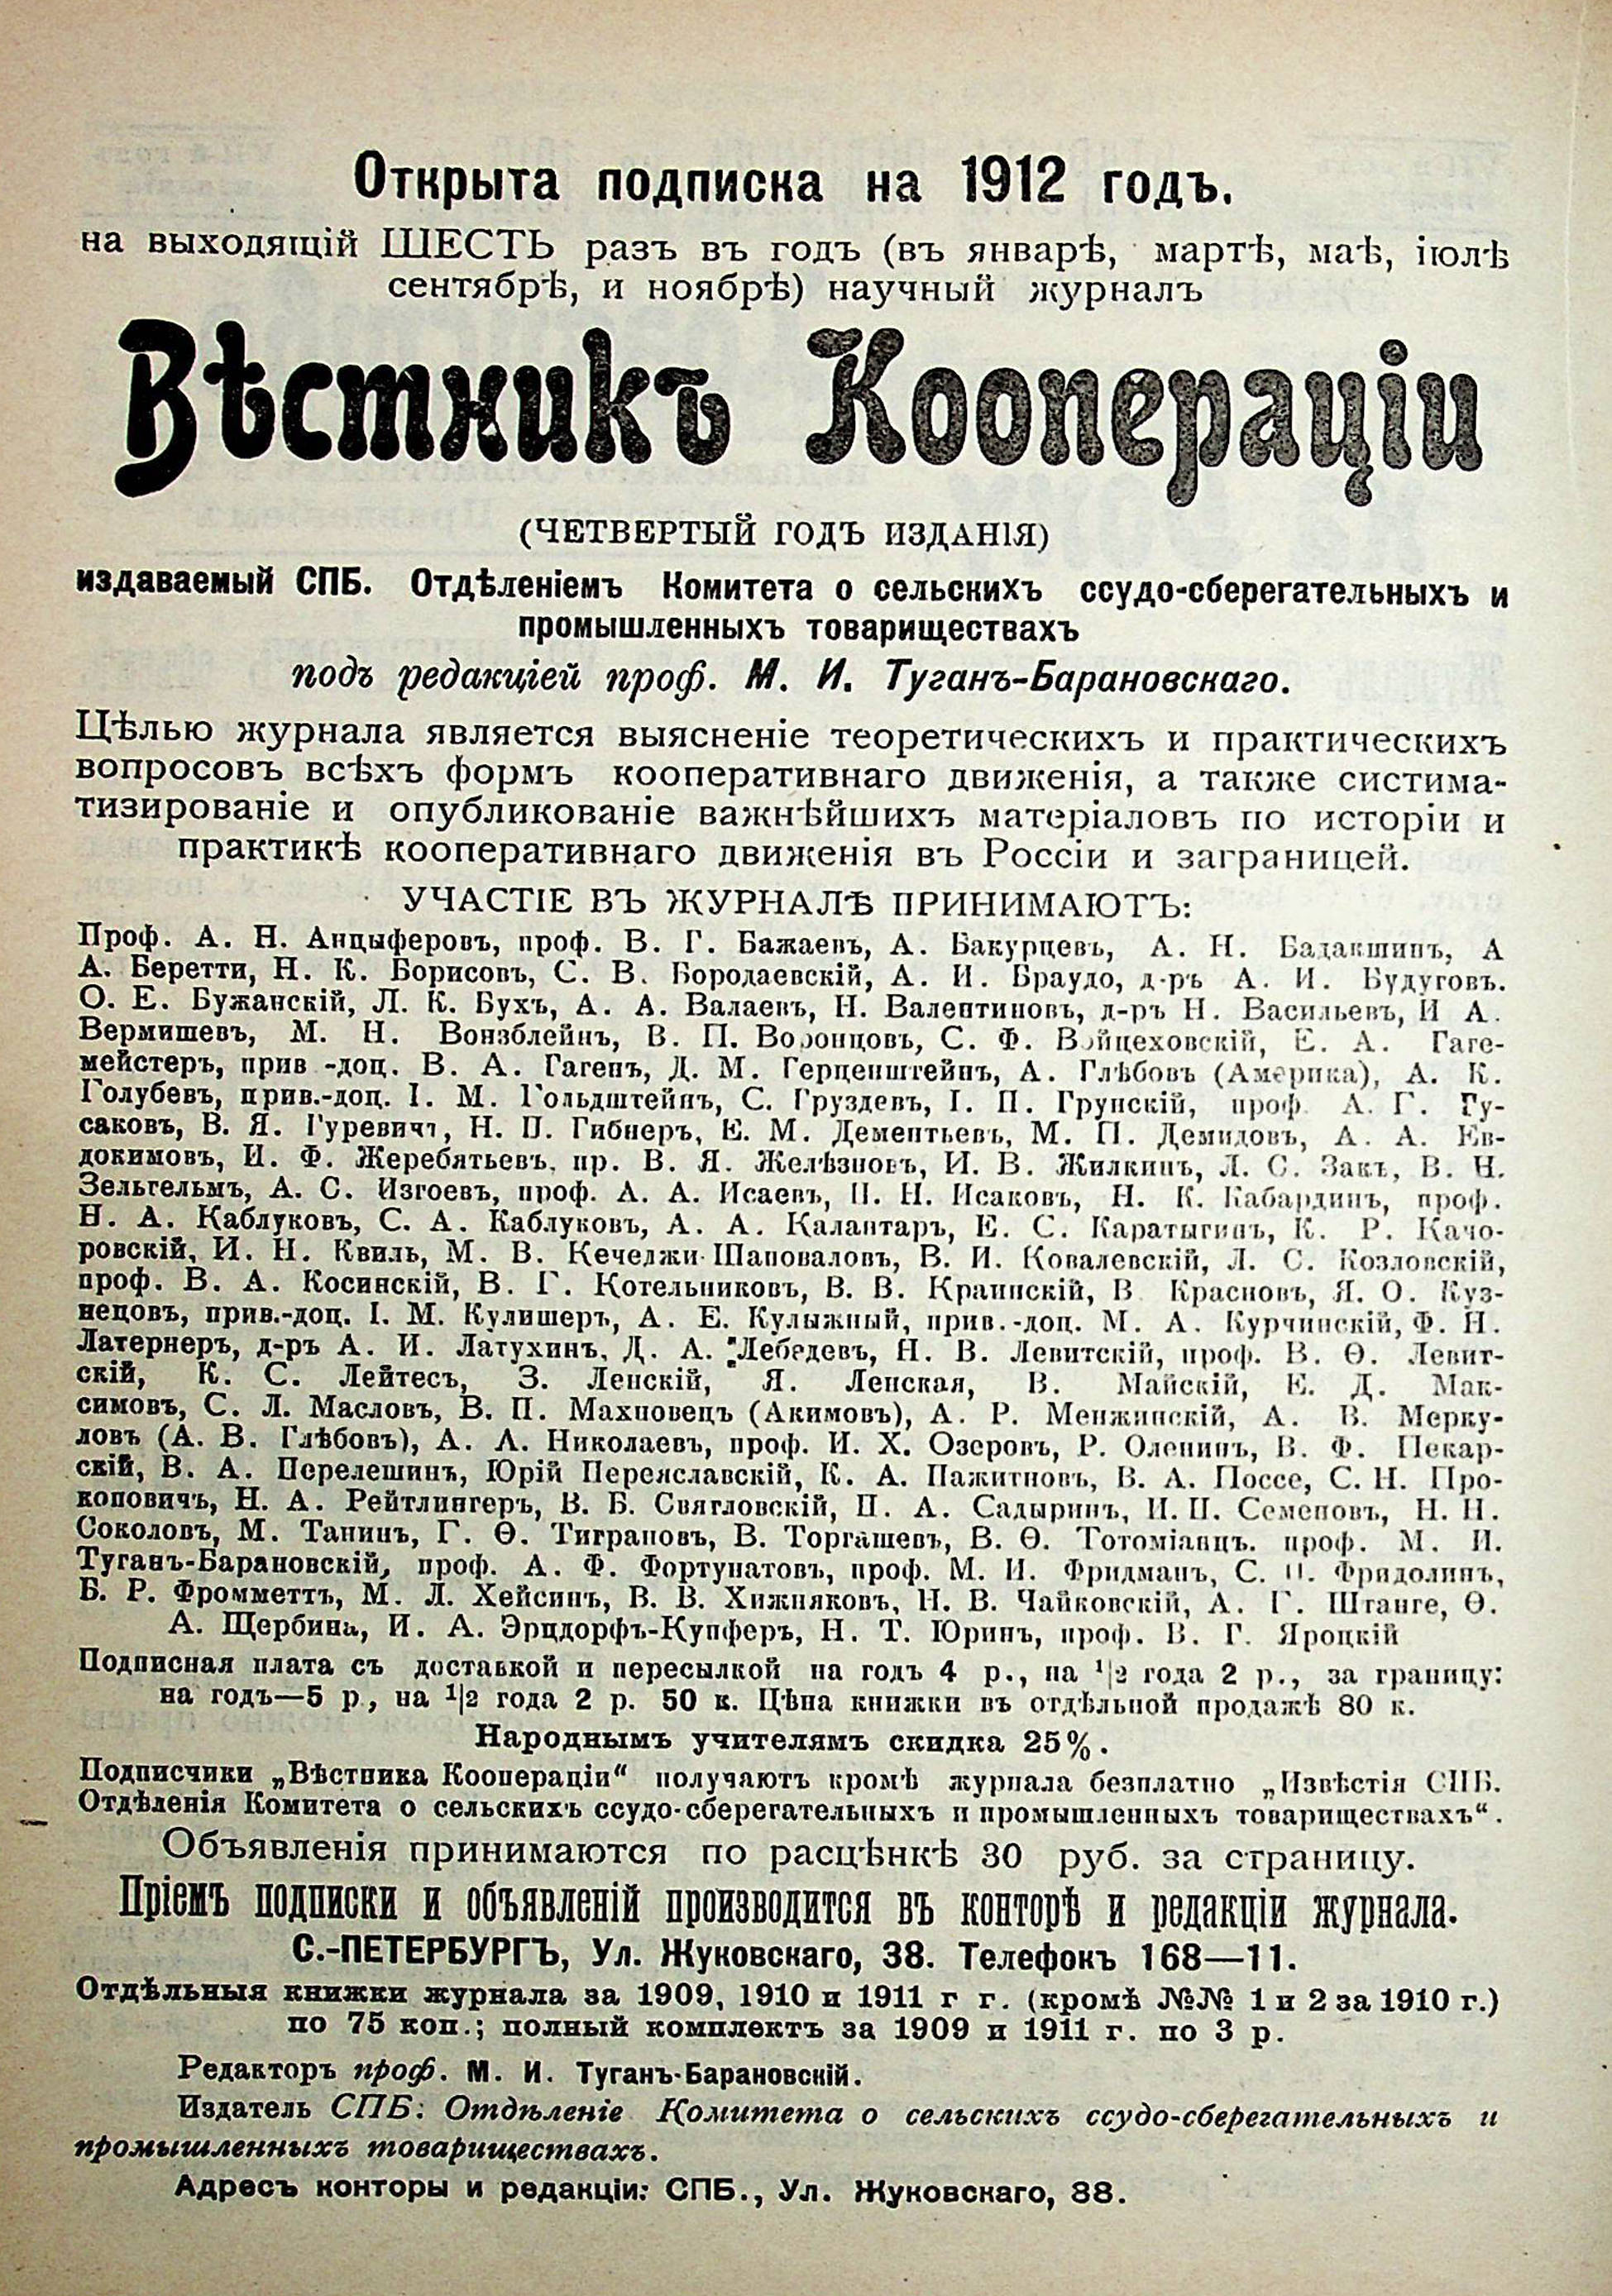 Открыта подписка на 1912 годъ.
на выходящій ШЕСТЬ разъ въ годъ (въ январѣ, мартѣ, маѣ, іюлѣ
сентябрѣ, и ноябрѣ) научный журналъ
Вѣстникъ Коопераціи
(ЧЕТВЕРТЫЙ ГОДЪ ИЗДАНІЯ)
издаваемый СПБ. Отдѣленіемъ Комитета о сельскихъ ссудо-сберегательныхъ и
промышленныхъ товариществахъ
подъ редакціей проф. М. И. Туганъ-Барановскаго.
Цѣлью журнала является выясненіе теоретическихъ и практическихъ
вопросовъ всѣхъ формъ кооперативнаго движенія, а также систима-
тизированіе и опубликованіе важнѣйшихъ матеріаловъ по исторіи и
практикѣ кооперативнаго движенія въ Россіи и заграницей.
УЧАСТІЕ ВЪ ЖУРНАЛѢ ПРИНИМАЮТЪ:
Проф. А. Н. Анцыферовъ, проф. В. Г. Бажаевъ, А. Бакурцевъ, А. Н. Бадакшинъ, А
А. Беретти, Н. К. Борисовъ, С. В. Бородаевскій, А. И. Браудо, д-ръ А. И. Будуговъ.
О. Е. Бужанскій, Л. К. Бухъ, А. А. Валаевъ, Н. Валентиновъ, д-ръ Н. Васильевъ, И А.
Вермишевъ, М. Н. Вонзблейнъ, В. П. Воронцовъ, С. Ф. Войцеховскій, Е. А. Гаге-
мейстеръ, прив -доц. В. А. Гагенъ, Д. М. Герценштейнъ, А. Глѣбовъ (Америка), А. К.
Голубевъ, прив.-доц. І. М. Гольдштейнъ, С. Груздевъ, І. П. Грунскій, проф. А. Г. Гу-
саковъ, В. Я. Гуревичъ, Н. П. Гибнеръ, Е. М. Дементьевъ, М. П. Демидовъ, А. А. Ев-
докимовъ, И. Ф. Жеребятьевъ, пр. В. Я. Желѣзновъ, И. В. Жилкинъ, Л. С. Закъ, В. Н.
Зельгельмъ, А. С. Изгоевъ, проф. А. А. Исаевъ, П. Н. Исаковъ, Н. К. Кабардинъ, проф.
Н. А. Каблуковъ, С. А. Каблуковъ, А. А. Калантаръ, Е. С. Каратыгинъ, К. Р. Качо-
ровскій, И. Н. Квиль, М. В. Кечеджи-Шаповаловъ, В. И. Ковалевскій, Л. С. Козловскій,
проф. В. А. Косинскій, В. Г. Котельниковъ, В. В. Краинскій, В Красновъ, Я. О. Куз-
нецовъ, прив.-доц. І. М. Кулишеръ, А. Е. Кулыжный, прив.-доц. М. А. Курчинскій, Ф. Н.
Латернеръ, д-ръ А. И. Латухинъ, Д. А. Лебедевъ, Н. В. Левитскій, проф. В. Ѳ. Левит-
скій, К. С. Лейтесъ, З. Ленскій, Я. Ленская, В. Майскій, Е. Д. Мак-
симовъ, С. Л. Масловъ, В. П. Махновецъ (Акимовъ), А. Р. Менжинскій, А. В. Мерку-
ловъ (А. В. Глѣбовъ), А. А. Николаевъ, проф. И. Х. Озеровъ, Р. Оленинъ, В. Ф. Пекар-
скій, В. А. Перелешинъ, Юрій Переяславскій, К. А. Пажитновъ, В. А. Поссе, С. Н. Про-
коповичъ, Н. А. Рейтлингеръ, В. Б. Святловскій, П. А. Садыринъ, И. П. Семеновъ, Н. Н.
Соколовъ, М. Танинъ, Г. Ѳ. Тиграновъ, В. Торгашевъ, В. Ѳ. Тотоміанцъ. проф. М. И.
Туганъ-Барановскій, проф. А. Ф. Фортунатовъ, проф. М. И. Фридманъ, С. П. Фридолинъ,
Б. Р. Фромметтъ, М. Л. Хейсинъ, В. В. Хижняковъ, Н. В. Чайковскій, А. Г. Штанге, Ѳ.
А. Щербина, И. А. Эрцдорфъ-Купферъ, Н. Т. Юринъ, проф. В. Г. Яроцкій
Подписная плата съ доставкой и пересылкой на годъ 4 р., на 1|2 года 2 р., за границу:
на годъ—5 р., на 1|2 года 2 р. 50 к. Цѣна книжки въ отдѣльной продажѣ 80 к.
Народнымъ учителямъ скидка 25%.
Подписчики „Вѣстника Коопераціи“ получаютъ кромѣ журнала безплатно „Извѣстія СПБ.
Отдѣленія Комитета о сельскихъ ссудо-сберегательныхъ и промышленныхъ товариществахъ“.
Объявленія принимаются по расцѣнкѣ 30 руб. за страницу.
Пріемъ подписки и объявленій производится въ конторѣ и редакціи журнала.
С.-ПЕТЕРБУРГЪ, Ул. Жуковскаго, 38. Телефокъ 168—11.
Отдѣльныя книжки журнала за 1909, 1910 и 1911 г г. (кромѣ №№ 1 и 2 за 1910 г.)
по 75 коп.; полный комплектъ за 1909 и 1911 г. по 3 р.
Редакторъ проф. М. И. Туганъ-Барановскій.
Издатель СПБ: Отдѣленіе Комитета о сельскихъ ссудо-сберегательныхъ и
промышленныхъ товариществахъ.
Адресъ конторы и редакціи: СПБ., Ул. Жуковскаго, 38.